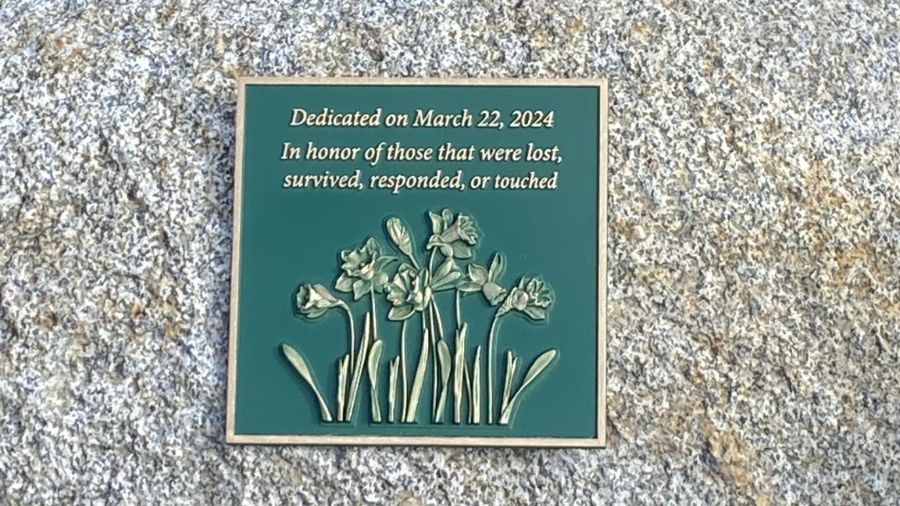 Dedicated on March 22, 2024
In honor of those that were lost,
survived, responded, or touched